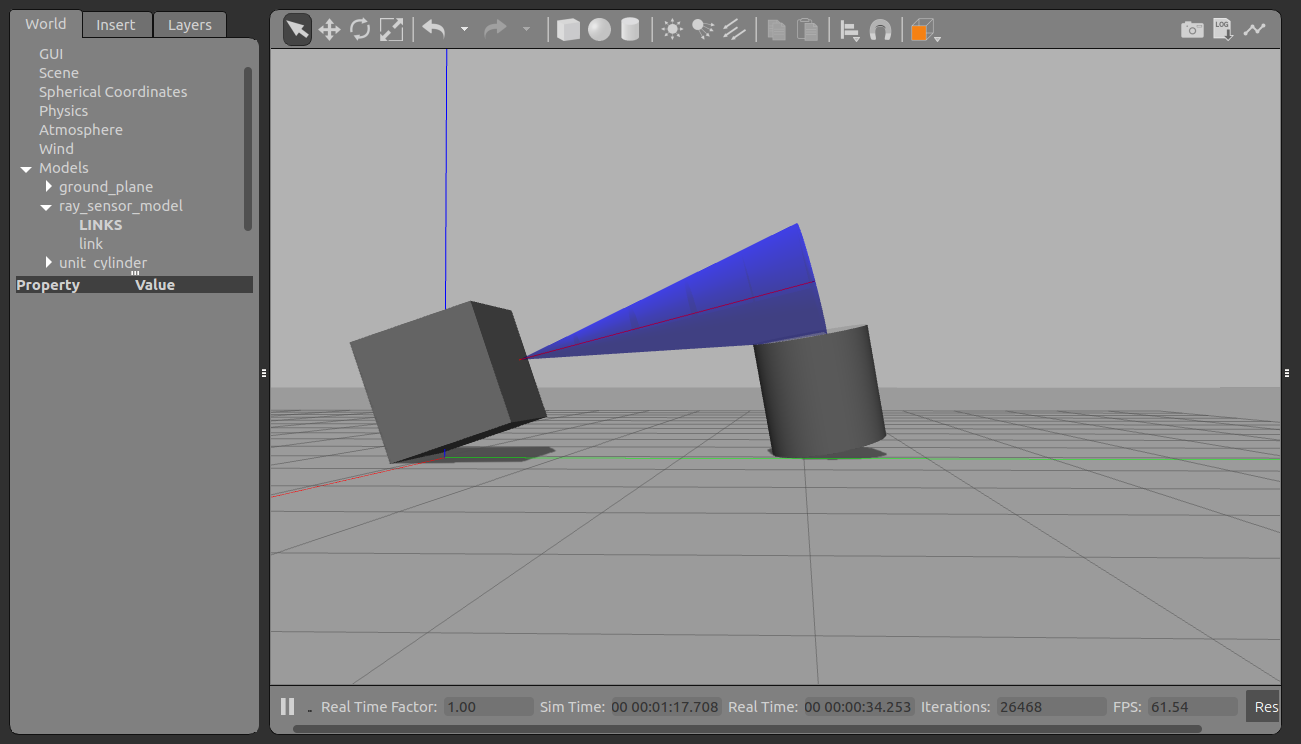 World Insert Layers
GUI
Scene
Spherical Coordinates
Physics
Atmosphere
Wind
Models
ground_plane
ray_sensor_model
LINKS
link
unit_cylinder
Property Value
LOG
Real Time Factor: 1.00 Sim Time: 00 00:01:17.708 Real Time: 00 00:00:34.253 Iterations: 26468 FPS: 61.54 Res